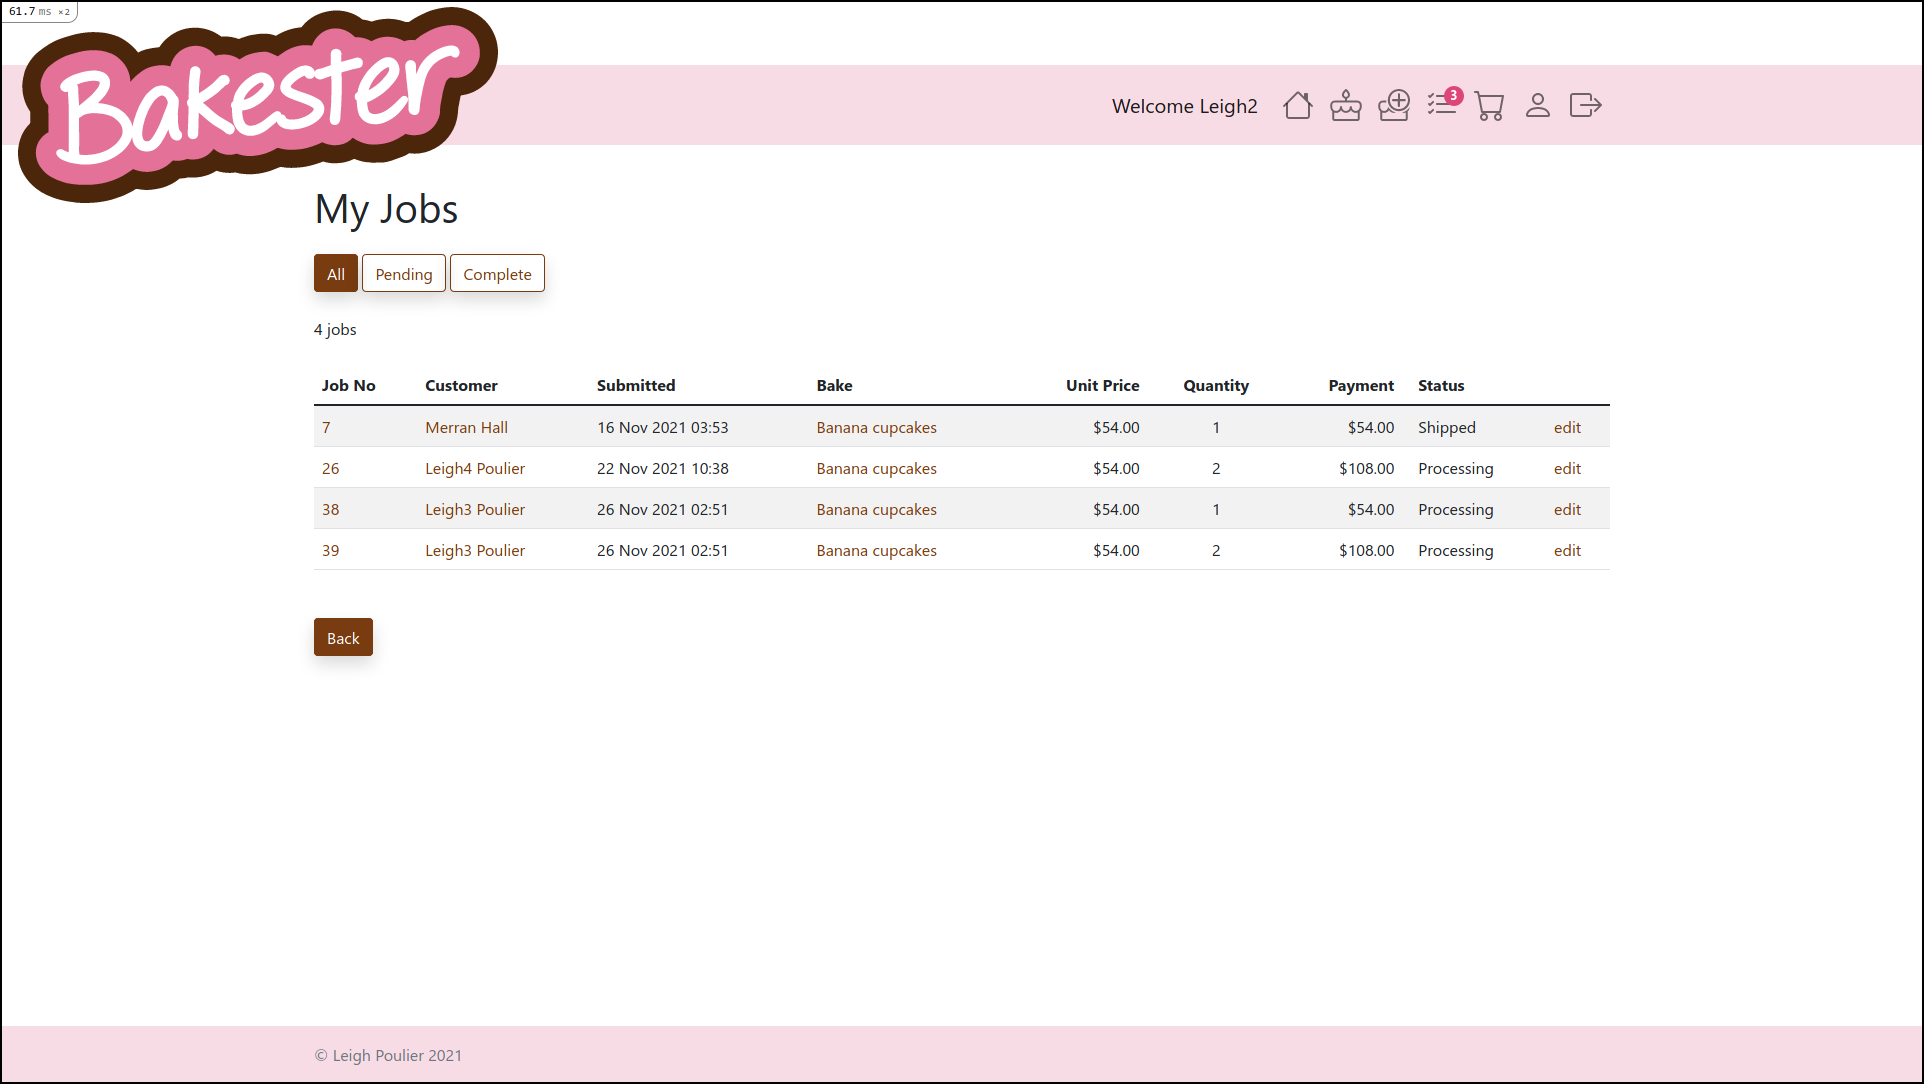 61.7 ms ×2
Bakester
Welcome Leigh2
3
My Jobs
All Pending Complete
4 jobs
Job No Customer Submitted Bake Unit Price Quantity Payment Status
7 Merran Hall 16 Nov 2021 03:53 Banana cupcakes $54.00 1 $54.00 Shipped edit
26 Leigh4 Poulier 22 Nov 2021 10:38 Banana cupcakes $54.00 2 $108.00 Processing edit
38 Leigh3 Poulier 26 Nov 2021 02:51 Banana cupcakes $54.00 1 $54.00 Processing edit
39 Leigh3 Poulier 26 Nov 2021 02:51 Banana cupcakes $54.00 2 $108.00 Processing edit
Back
© Leigh Poulier 2021